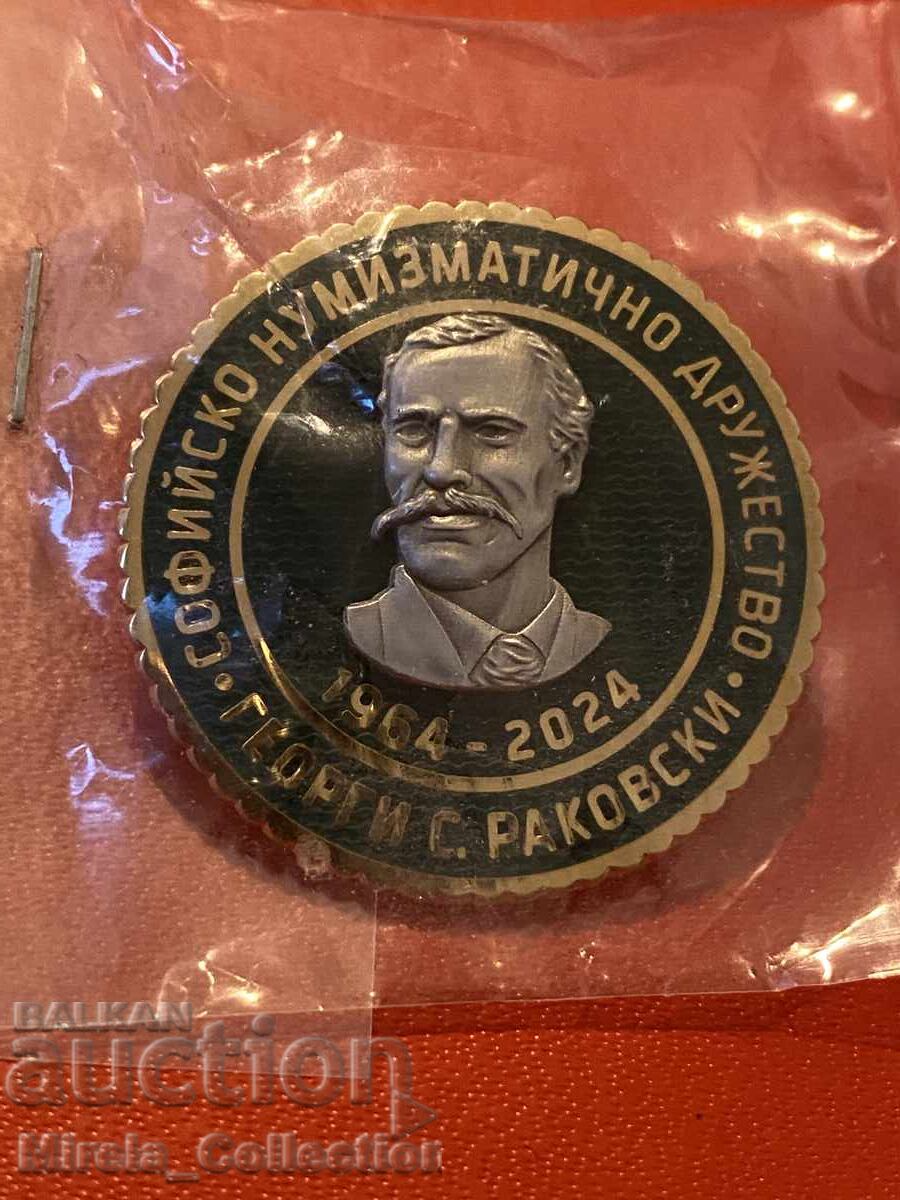 СОФИЙСКО НУМИЗМАТИЧНО ДРУЖЕСТВО
• ГЕОРГИ С. РАКОВСКИ •
1964 - 2024
BALKAN
auction
Mirela_Collection